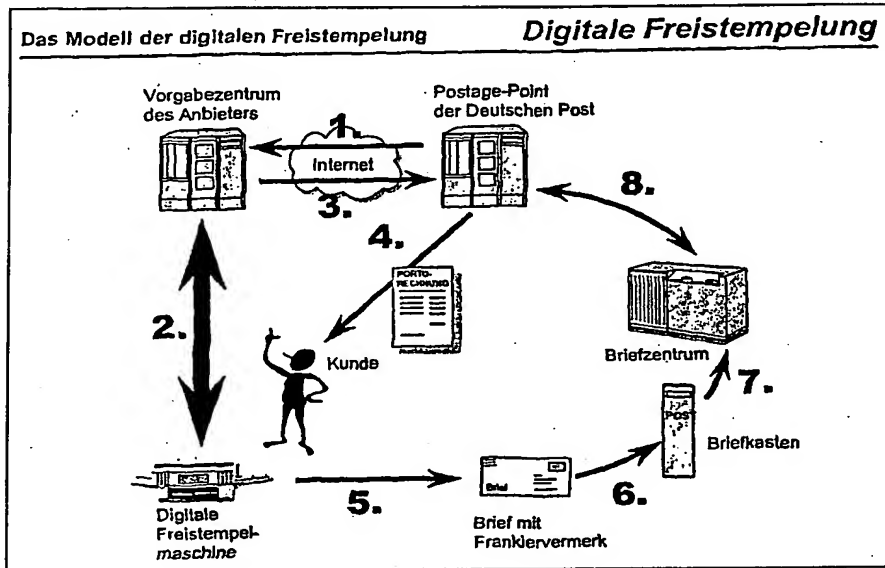 Das Modell der digitalen Freistempelung
Digitale Freistempelung
Vorgabezentrum
des Anbieters
Postage-Point
der Deutschen Post
1.
Internet
3.
8.
4.
PORTO-
RECHNUNG
2.
Kunde
Briefzentrum
7.
POST
Briefkasten
5.
Brief
6.
Digitale
Freistempel-
maschine
Brief mit
Frankiervermerk